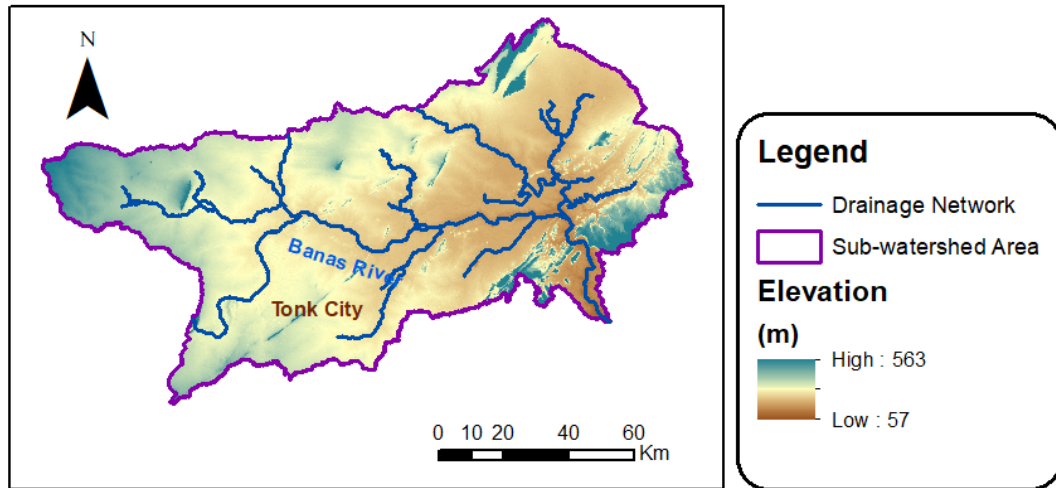 N
Banas River
Tonk City
0 10 20 40 60
Km
Legend
Drainage Network
Sub-watershed Area
Elevation
(m)
High : 563
Low : 57